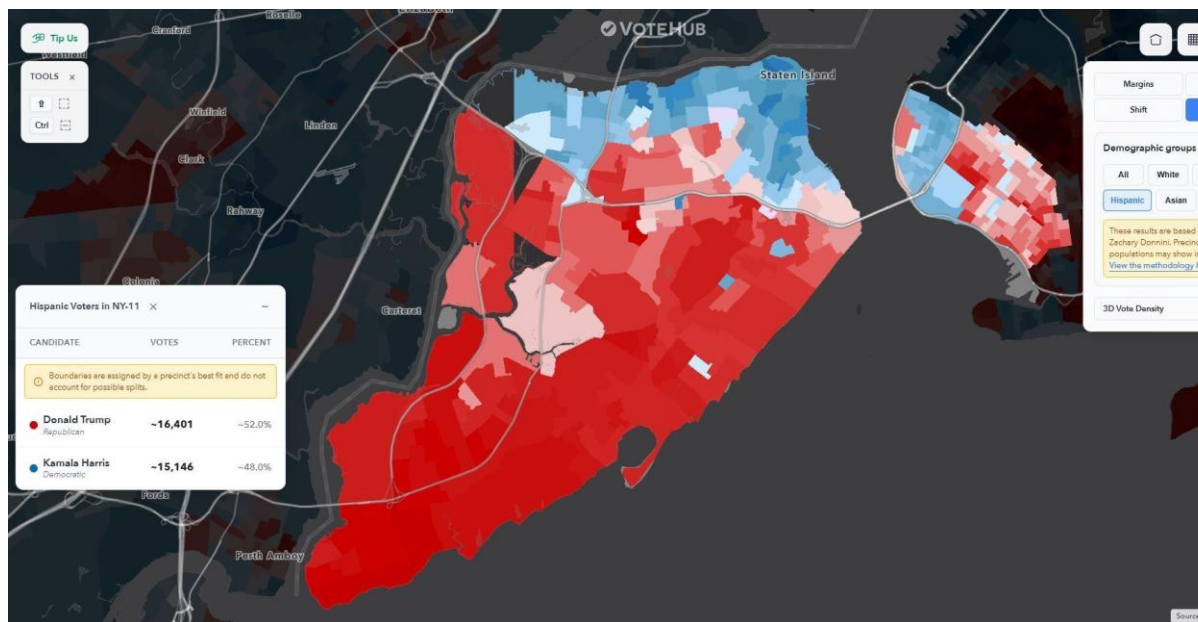 VOTEHUB
Tip Us
TOOLS ×
Ctrl
Roselle
Cranford
Winfield
Linden
Clark
Rahway
Colonia
Carteret
Fords
Perth Amboy
Staten Island
Hispanic Voters in NY-11 × –
CANDIDATE VOTES PERCENT
Boundaries are assigned by a precinct's best fit and do not
account for possible splits.
Donald Trump ~16,401 ~52.0%
Republican
Kamala Harris ~15,146 ~48.0%
Democratic
Margins
Shift
Demographic groups
All White
Hispanic Asian
These results are based
Zachary Donnini. Precinc
populations may show i
View the methodology
3D Vote Density
Source